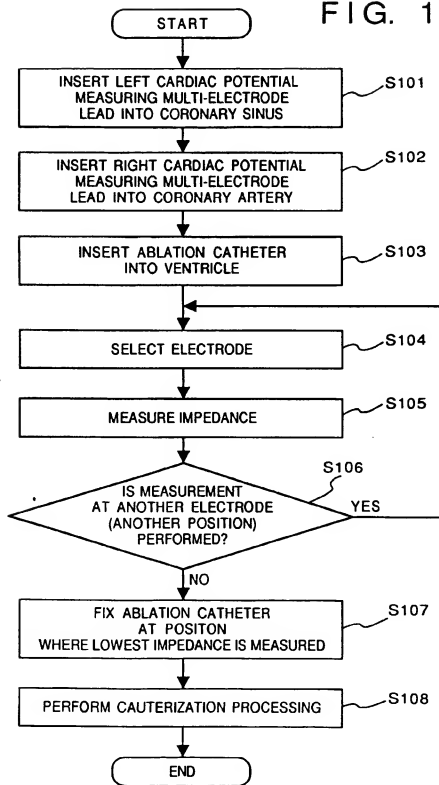 FIG. 1
START
INSERT LEFT CARDIAC POTENTIAL
MEASURING MULTI-ELECTRODE
LEAD INTO CORONARY SINUS
S101
INSERT RIGHT CARDIAC POTENTIAL
MEASURING MULTI-ELECTRODE
LEAD INTO CORONARY ARTERY
S102
INSERT ABLATION CATHETER
INTO VENTRICLE
S103
SELECT ELECTRODE
S104
MEASURE IMPEDANCE
S105
S106
IS MEASUREMENT
AT ANOTHER ELECTRODE
(ANOTHER POSITION)
PERFORMED?
YES
NO
FIX ABLATION CATHETER
AT POSITON
WHERE LOWEST IMPEDANCE IS MEASURED
S107
PERFORM CAUTERIZATION PROCESSING
S108
END